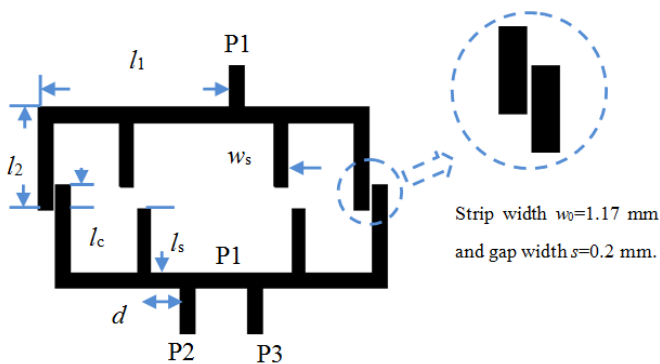 P1
l1
l2
ws
lc
ls
P1
d
P2
P3
Strip width w0=1.17 mm
and gap width s=0.2 mm.